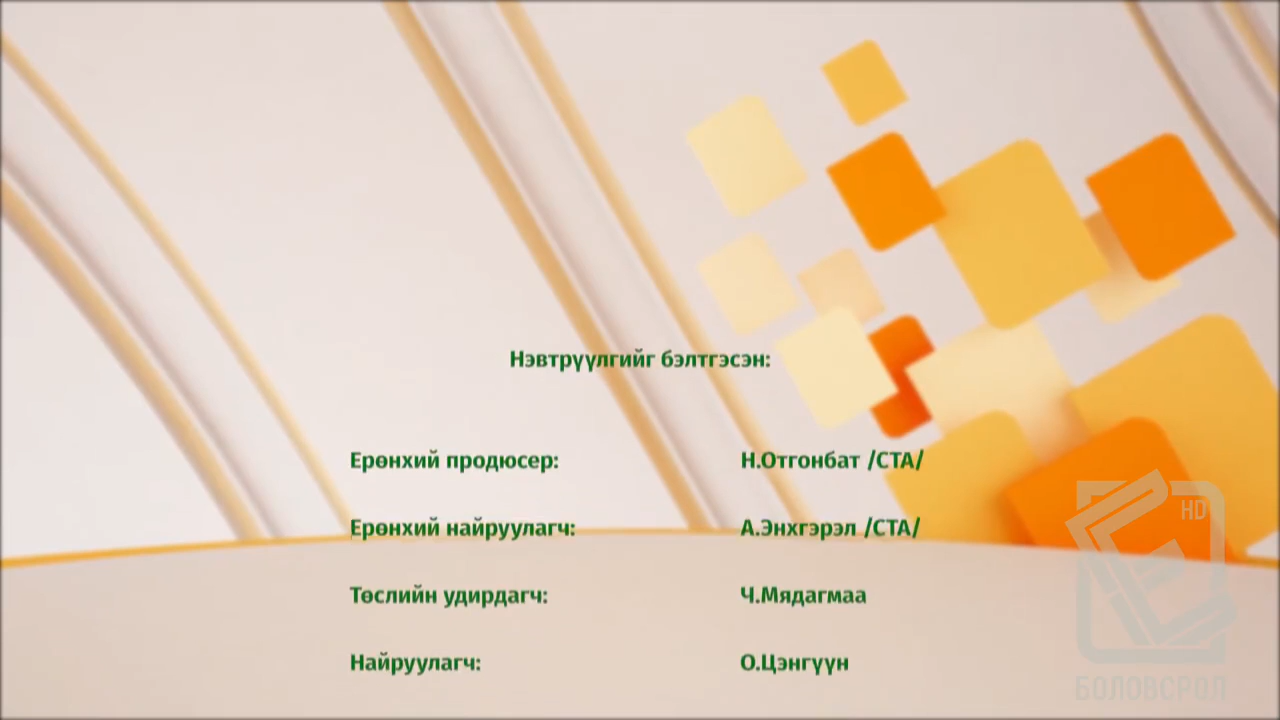 Нэвтрүүлгийг бэлтгэсэн:
Ерөнхий продюсер: Н.Отгонбат /СТА/
Ерөнхий найруулагч: А.Энхгэрэл /СТА/
HD
Төслийн удирдагч: Ч.Мядагмаа
Найруулагч: О.Цэнгүүн
БОЛОВСРОЛ